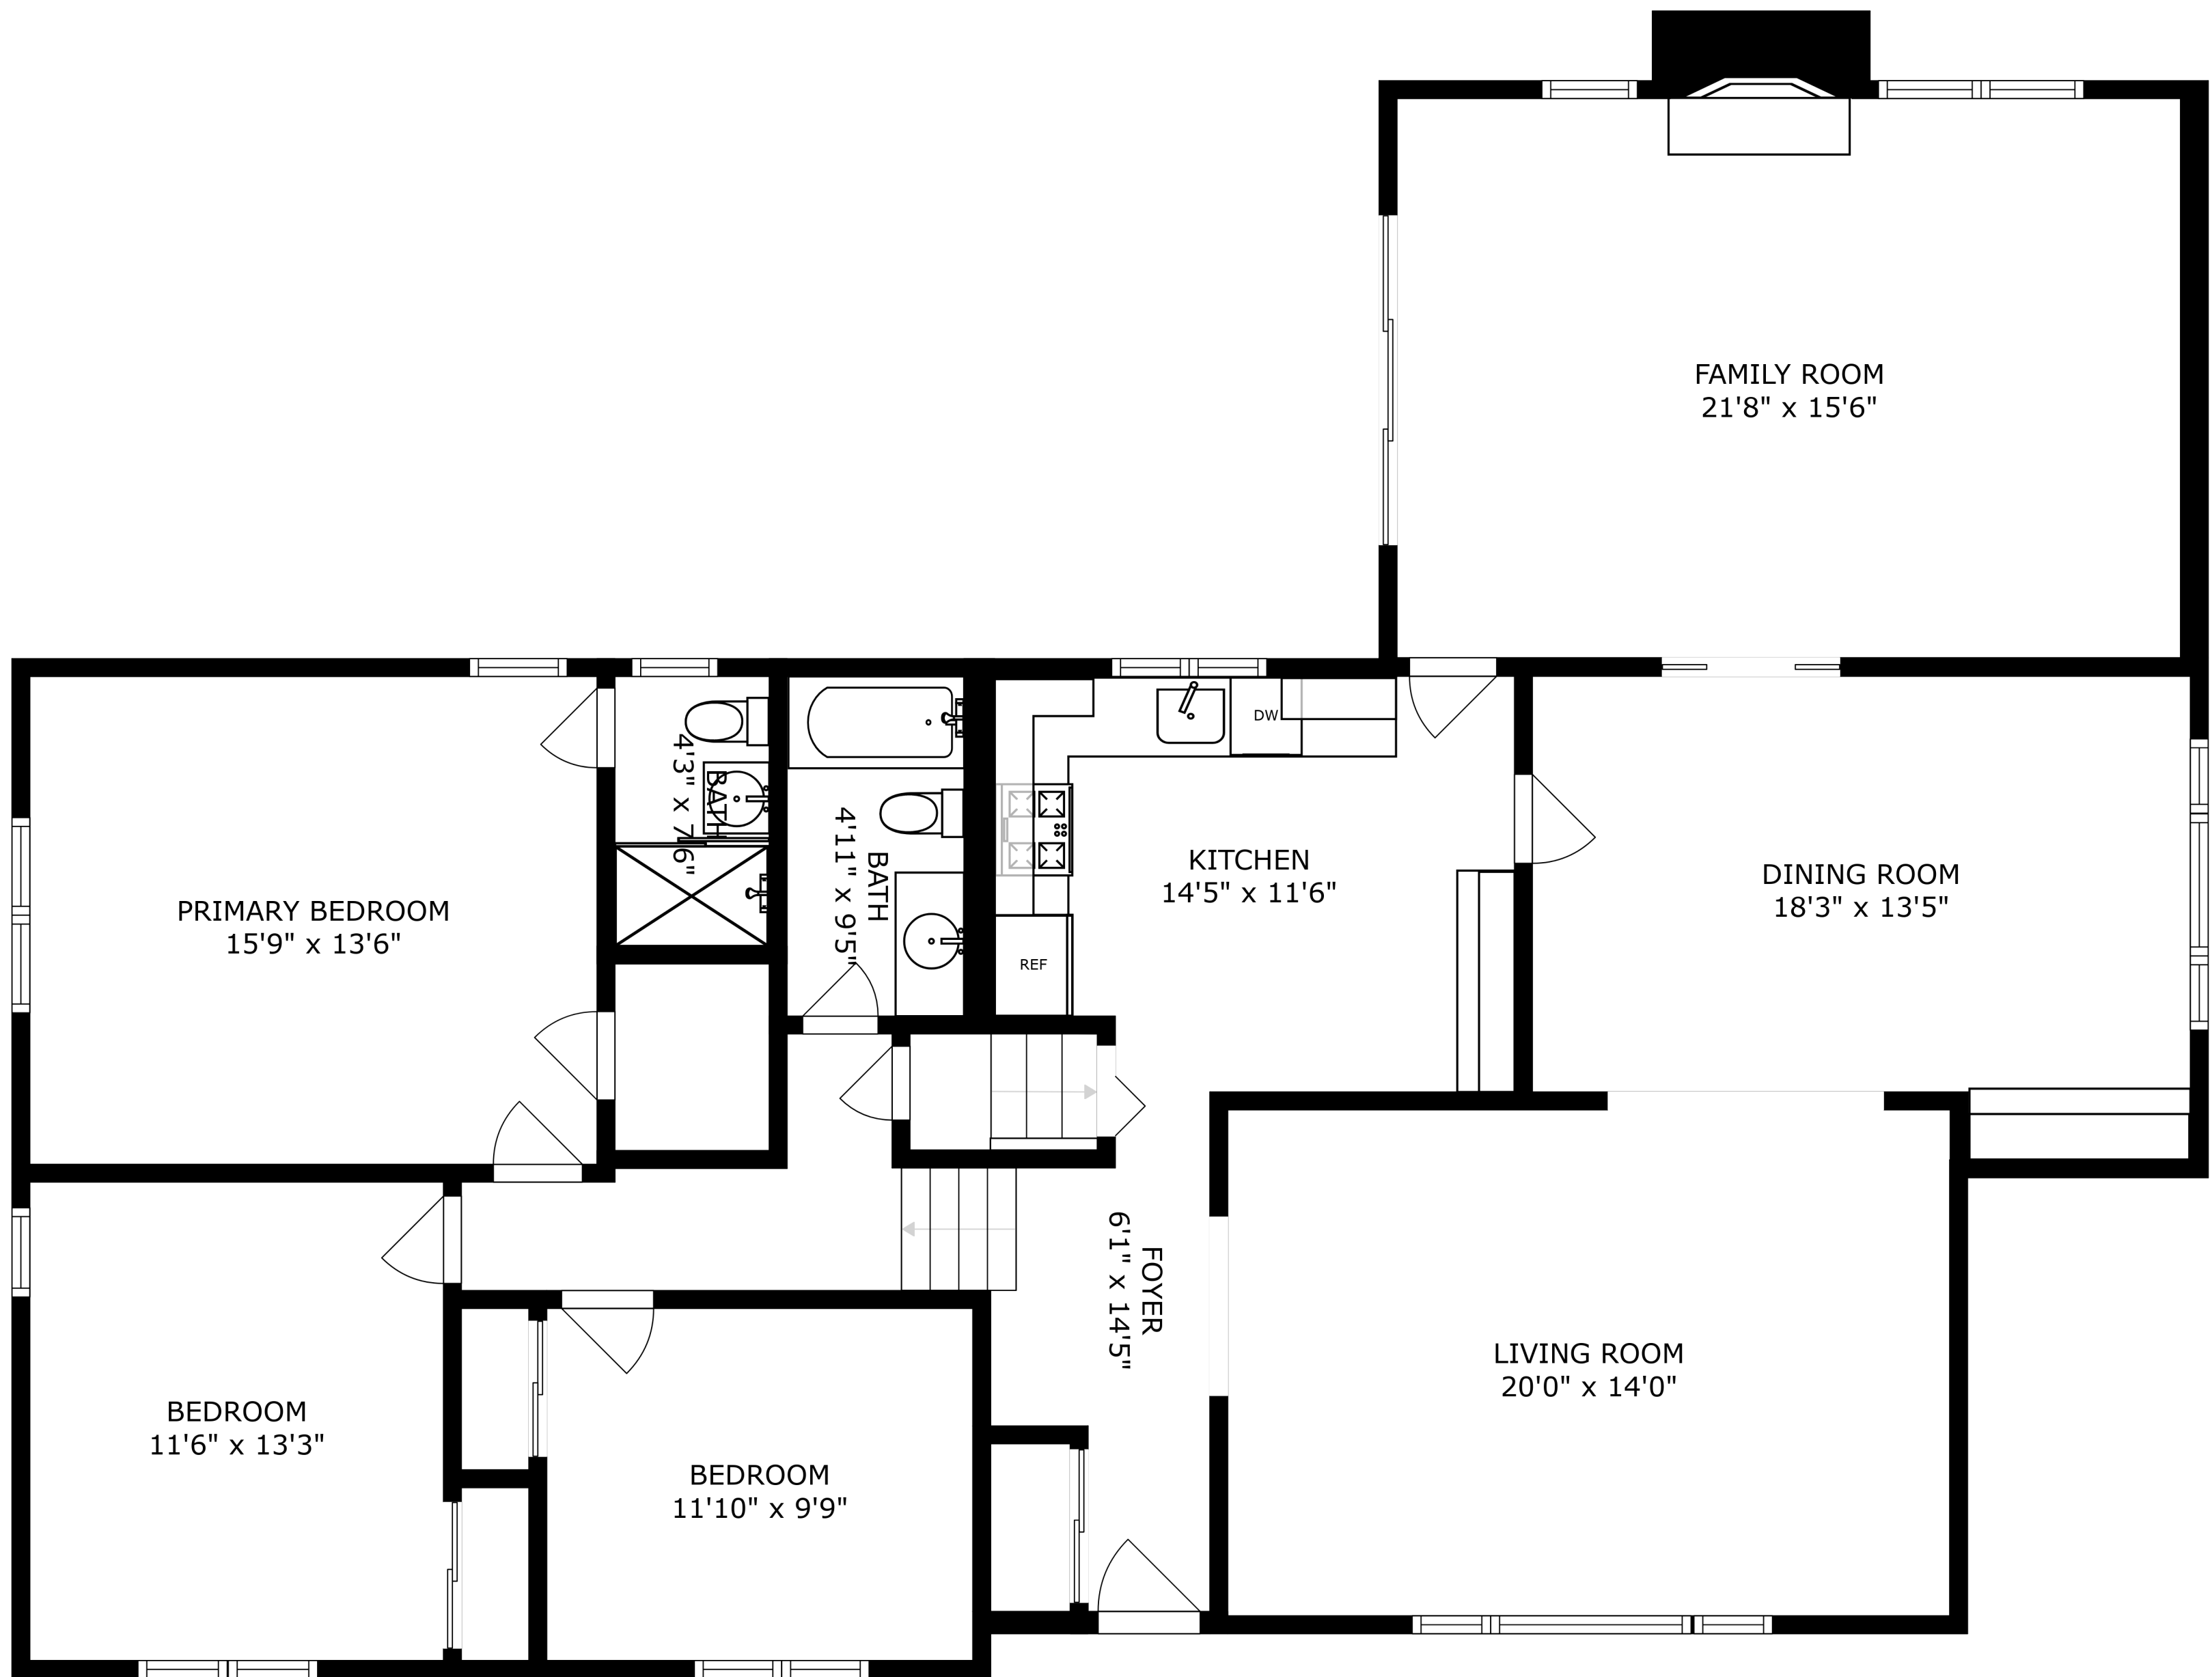 FAMILY ROOM
21'8" x 15'6"
BATH
4'3" x 7'6"
DW
BATH
4'11" x 9'5"
KITCHEN
14'5" x 11'6"
DINING ROOM
18'3" x 13'5"
PRIMARY BEDROOM
15'9" x 13'6"
REF
FOYER
6'1" x 14'5"
LIVING ROOM
20'0" x 14'0"
BEDROOM
11'6" x 13'3"
BEDROOM
11'10" x 9'9"